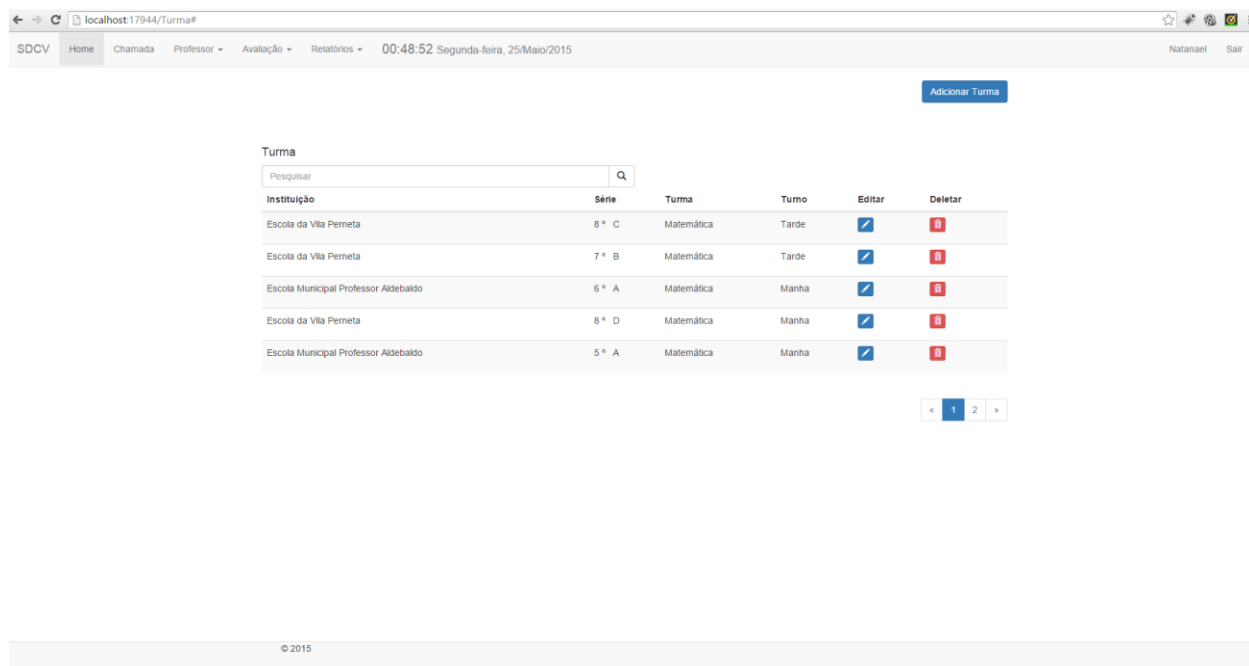 localhost:17944/Turma#
SDCV Home Chamada Professor Avaliação Relatórios 00:48:52 Segunda-feira, 25/Maio/2015 Natanael Sair
Adicionar Turma
Turma
Pesquisar
Instituição Série Turma Turno Editar Deletar
Escola da Vila Perneta 8 º C Matemática Tarde
Escola da Vila Perneta 7 º B Matemática Tarde
Escola Municipal Professor Aldebaldo 6 º A Matemática Manha
Escola da Vila Perneta 8 º D Matemática Manha
Escola Municipal Professor Aldebaldo 5 º A Matemática Manha
« 1 2 »
© 2015